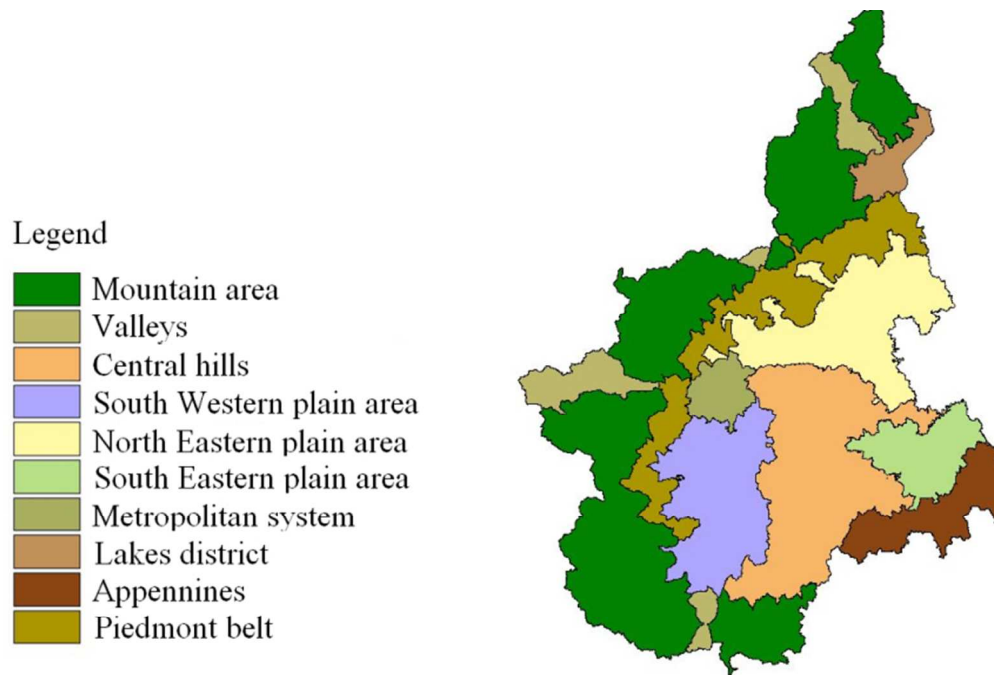 Legend
Mountain area
Valleys
Central hills
South Western plain area
North Eastern plain area
South Eastern plain area
Metropolitan system
Lakes district
Appennines
Piedmont belt